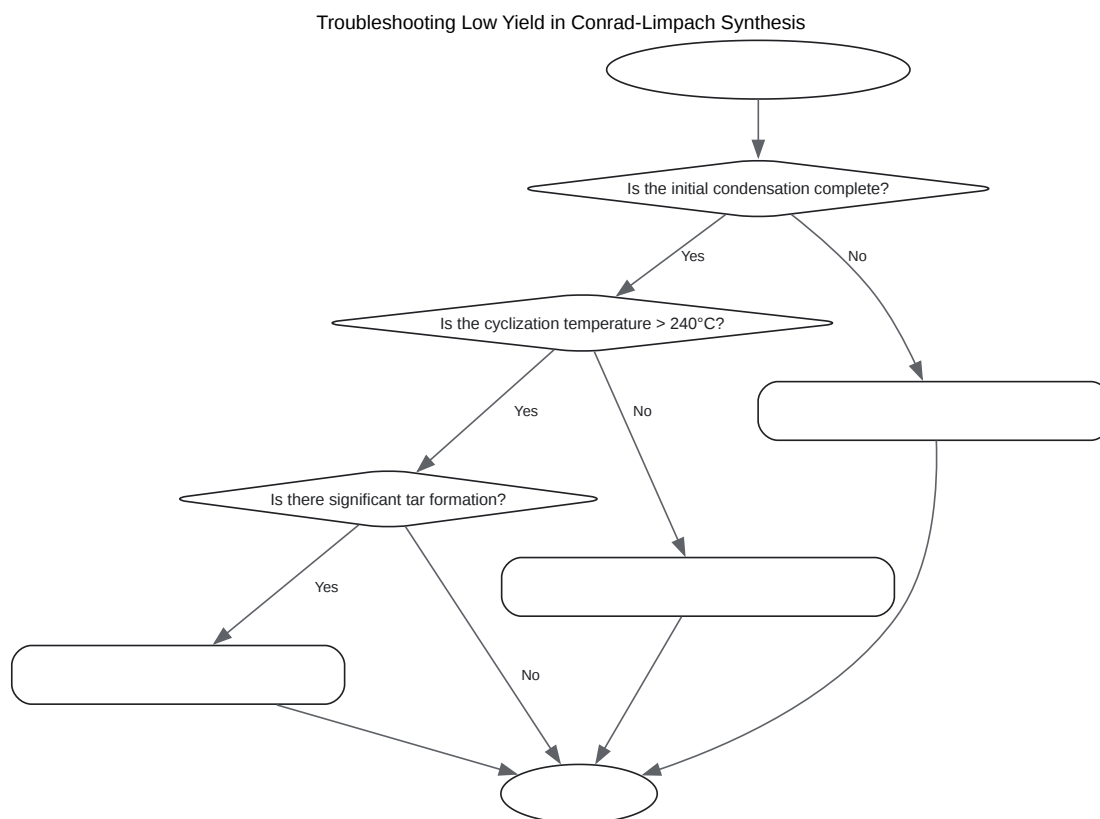 Troubleshooting Low Yield in Conrad-Limpach Synthesis
Is the initial condensation complete?
Yes
No
Is the cyclization temperature > 240°C?
Yes
No
Is there significant tar formation?
Yes
No